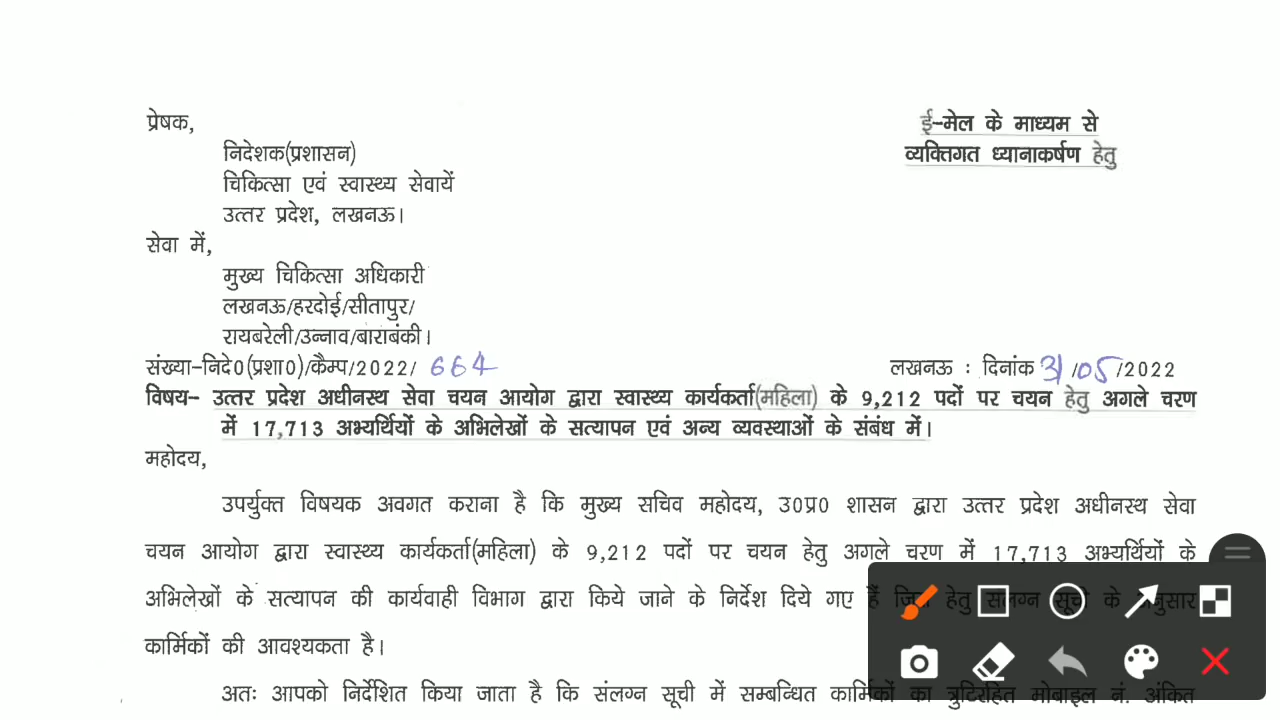 प्रेषक,
ई-मेल के माध्यम से
व्यक्तिगत ध्यानाकर्षण हेतु
निदेशक(प्रशासन)
चिकित्सा एवं स्वास्थ्य सेवायें
उत्तर प्रदेश, लखनऊ।
सेवा में,
मुख्य चिकित्सा अधिकारी
लखनऊ/हरदोई/सीतापुर/
रायबरेली/उन्नाव/बाराबंकी।
संख्या-निदे0(प्रशा0)/कैम्प/2022/ 664 लखनऊ : दिनांक 31/05/2022
विषय- उत्तर प्रदेश अधीनस्थ सेवा चयन आयोग द्वारा स्वास्थ्य कार्यकर्ता(महिला) के 9,212 पदों पर चयन हेतु अगले चरण
में 17,713 अभ्यर्थियों के अभिलेखों के सत्यापन एवं अन्य व्यवस्थाओं के संबंध में।
महोदय,
उपर्युक्त विषयक अवगत कराना है कि मुख्य सचिव महोदय, उ0प्र0 शासन द्वारा उत्तर प्रदेश अधीनस्थ सेवा
चयन आयोग द्वारा स्वास्थ्य कार्यकर्ता(महिला) के 9,212 पदों पर चयन हेतु अगले चरण में 17,713 अभ्यर्थियों के
अभिलेखों के सत्यापन की कार्यवाही विभाग द्वारा किये जाने के निर्देश दिये गए हैं हेतु संलग्न सूची के अनुसार
कार्मिकों की आवश्यकता है।
अतः आपको निर्देशित किया जाता है कि संलग्न सूची में सम्बन्धित कार्मिकों का त्रुटिरहित मोबाइल नं. अंकित